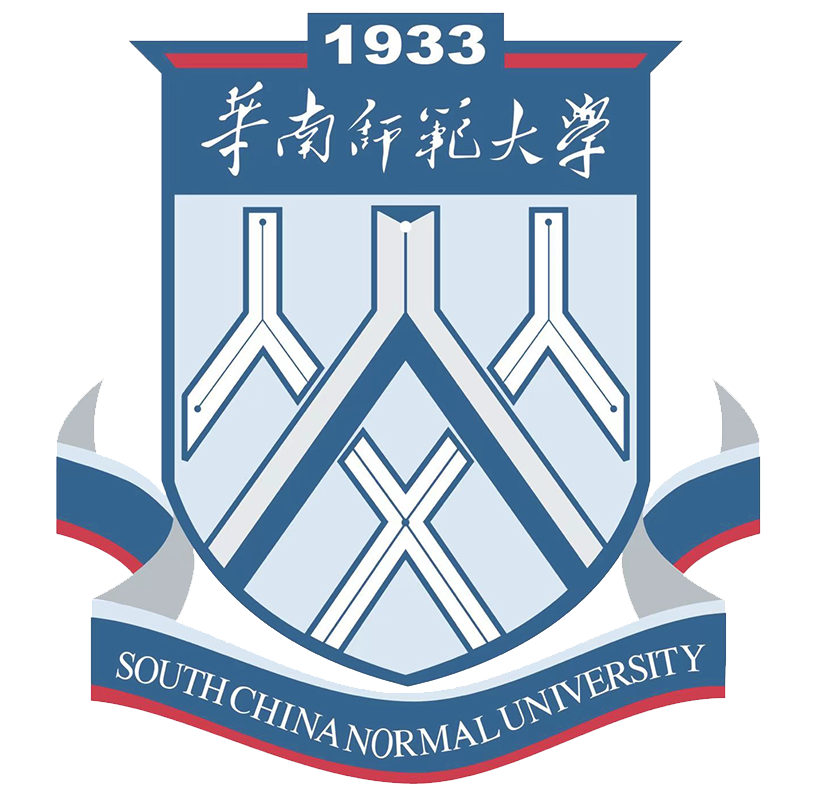 1933
華南師範大學
SOUTH CHINA NORMAL UNIVERSITY